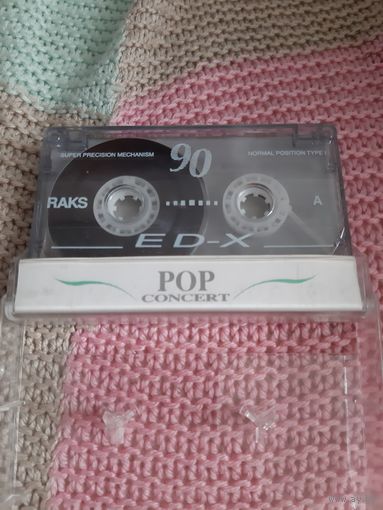 SUPER PRECISION MECHANISM
90
NORMAL POSITION TYPE I
RAKS
A
ED-X
POP
CONCERT